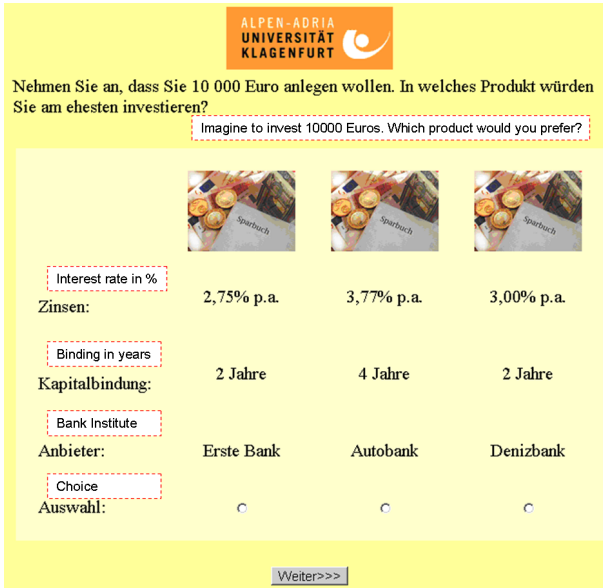 ALPEN-ADRIA
UNIVERSITÄT
KLAGENFURT
Nehmen Sie an, dass Sie 10 000 Euro anlegen wollen. In welches Produkt würden
Sie am ehesten investieren?
Imagine to invest 10000 Euros. Which product would you prefer?
Sparbuch Sparbuch Sparbuch
Interest rate in %
Zinsen: 2,75% p.a. 3,77% p.a. 3,00% p.a.
Binding in years
Kapitalbindung: 2 Jahre 4 Jahre 2 Jahre
Bank Institute
Anbieter: Erste Bank Autobank Denizbank
Choice
Auswahl:
Weiter>>>